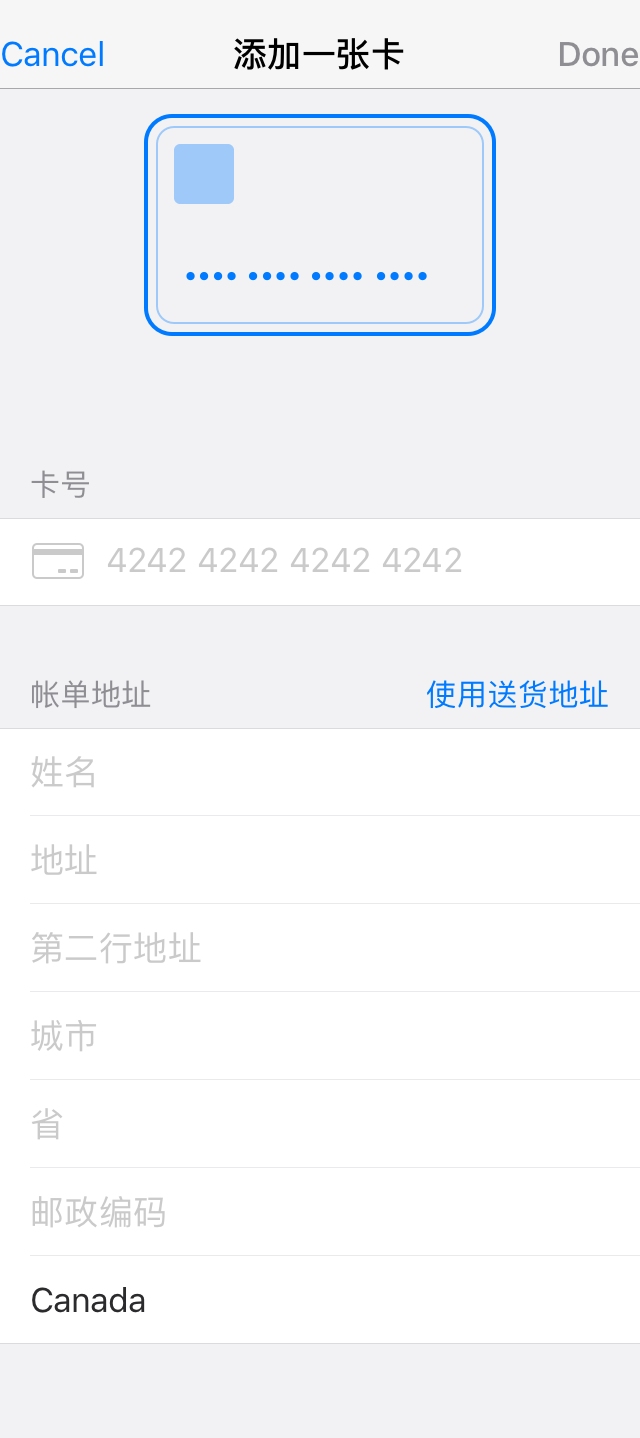 Cancel 添加一张卡 Done
•••• •••• •••• ••••
卡号
4242 4242 4242 4242
帐单地址 使用送货地址
姓名
地址
第二行地址
城市
省
邮政编码
Canada